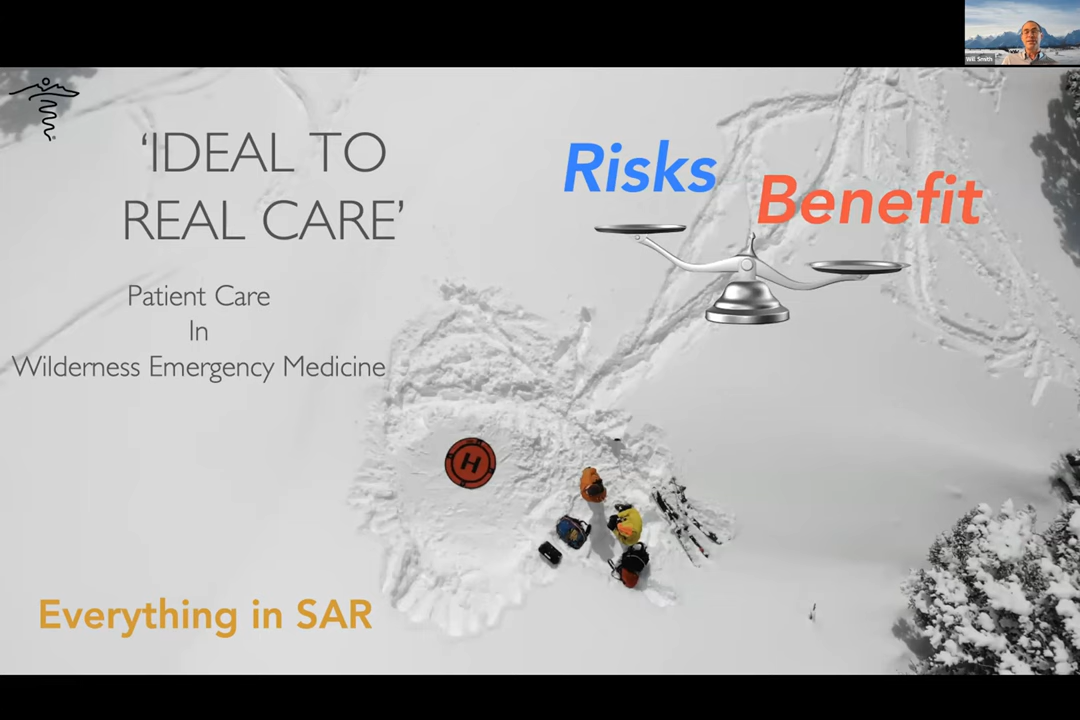 Will Smith
‘IDEAL TO
REAL CARE’
Patient Care
In
Wilderness Emergency Medicine
Risks
Benefit
H
Everything in SAR